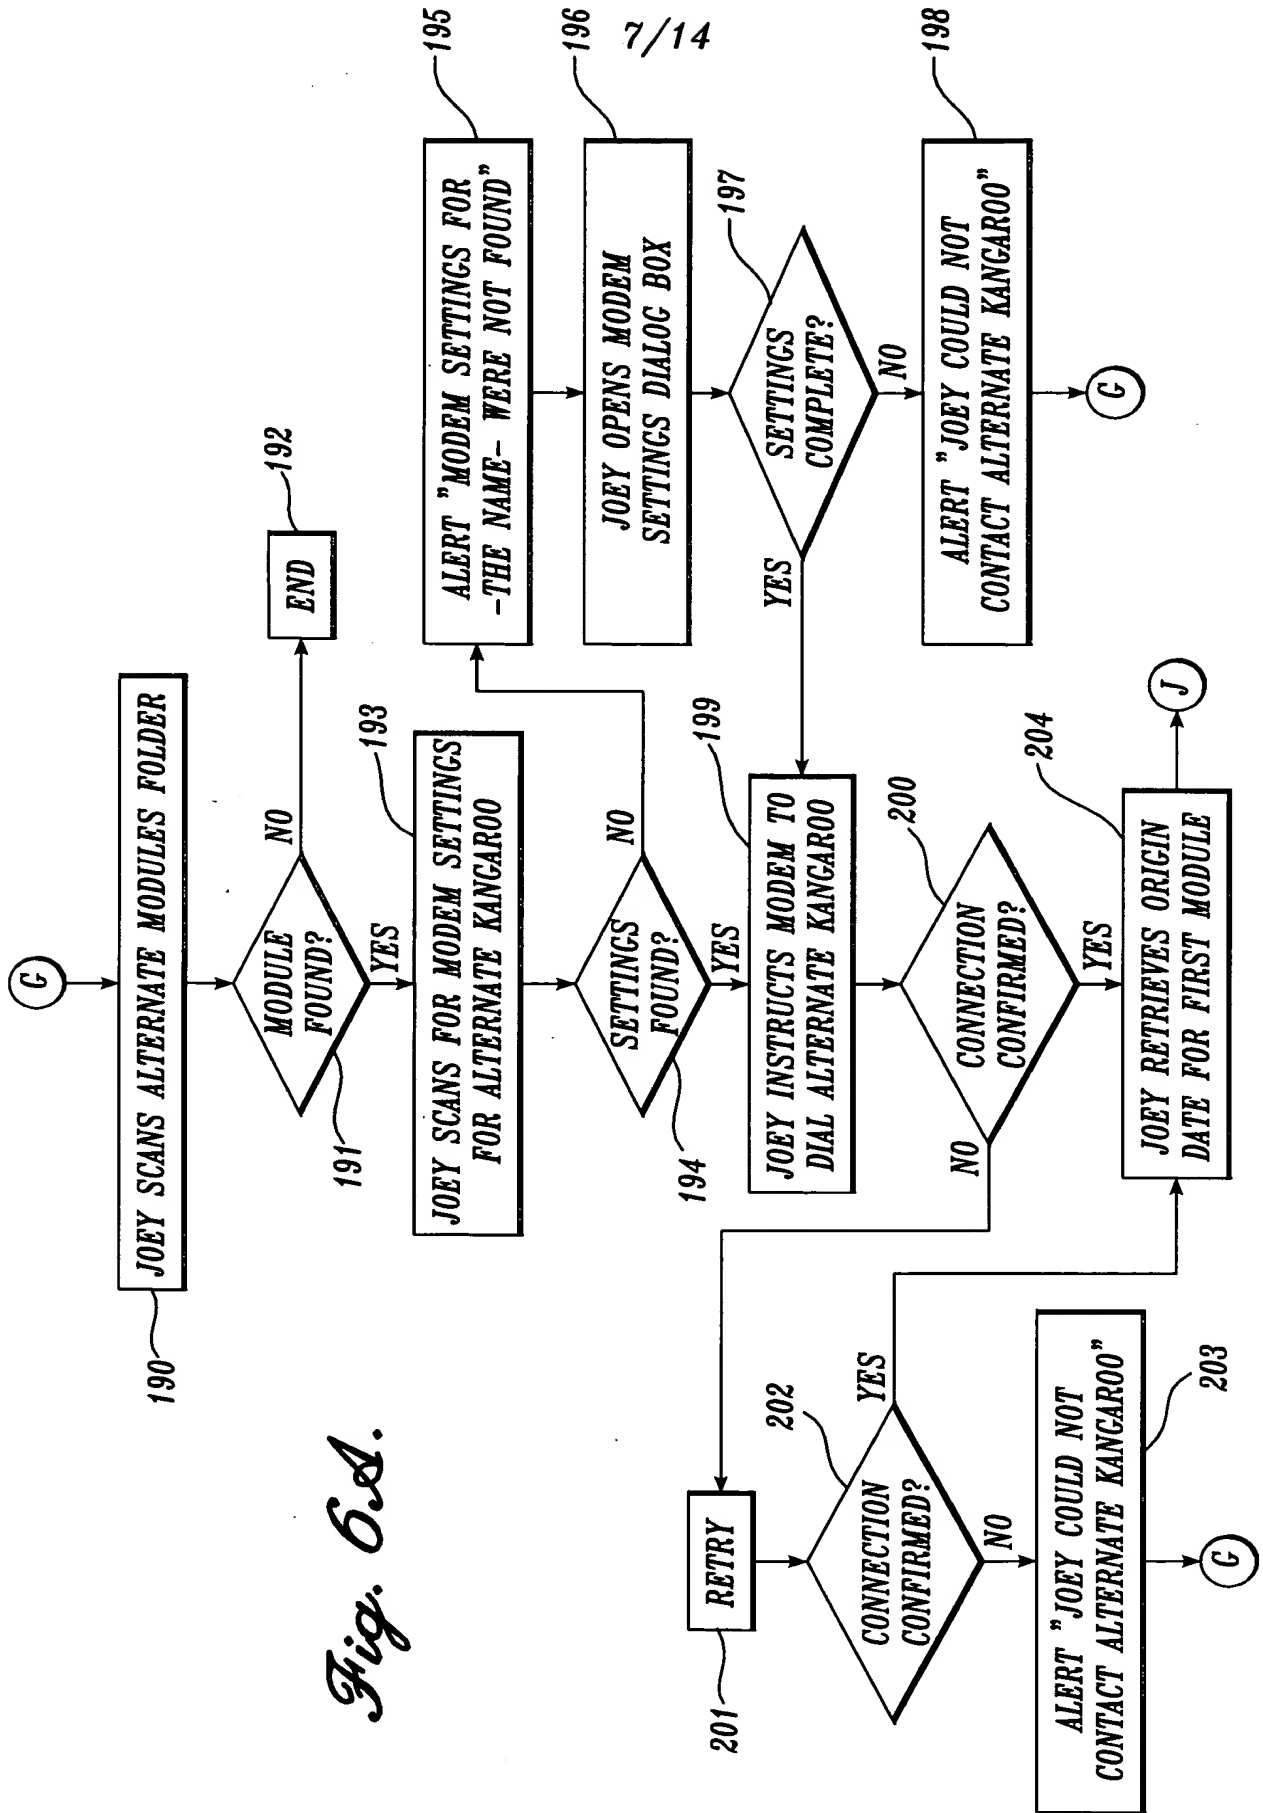 7/14
G
JOEY SCANS ALTERNATE MODULES FOLDER
190
MODULE
FOUND?
191
NO
END
192
YES
JOEY SCANS FOR MODEM SETTINGS
FOR ALTERNATE KANGAROO
193
SETTINGS
FOUND?
194
NO
ALERT "MODEM SETTINGS FOR
-THE NAME- WERE NOT FOUND"
195
JOEY OPENS MODEM
SETTINGS DIALOG BOX
196
SETTINGS
COMPLETE?
197
YES
NO
ALERT "JOEY COULD NOT
CONTACT ALTERNATE KANGAROO"
198
G
YES
JOEY INSTRUCTS MODEM TO
DIAL ALTERNATE KANGAROO
199
CONNECTION
CONFIRMED?
200
NO
YES
RETRY
201
CONNECTION
CONFIRMED?
202
YES
NO
ALERT "JOEY COULD NOT
CONTACT ALTERNATE KANGAROO"
203
G
JOEY RETRIEVES ORIGIN
DATE FOR FIRST MODULE
204
J
Fig. 6A.